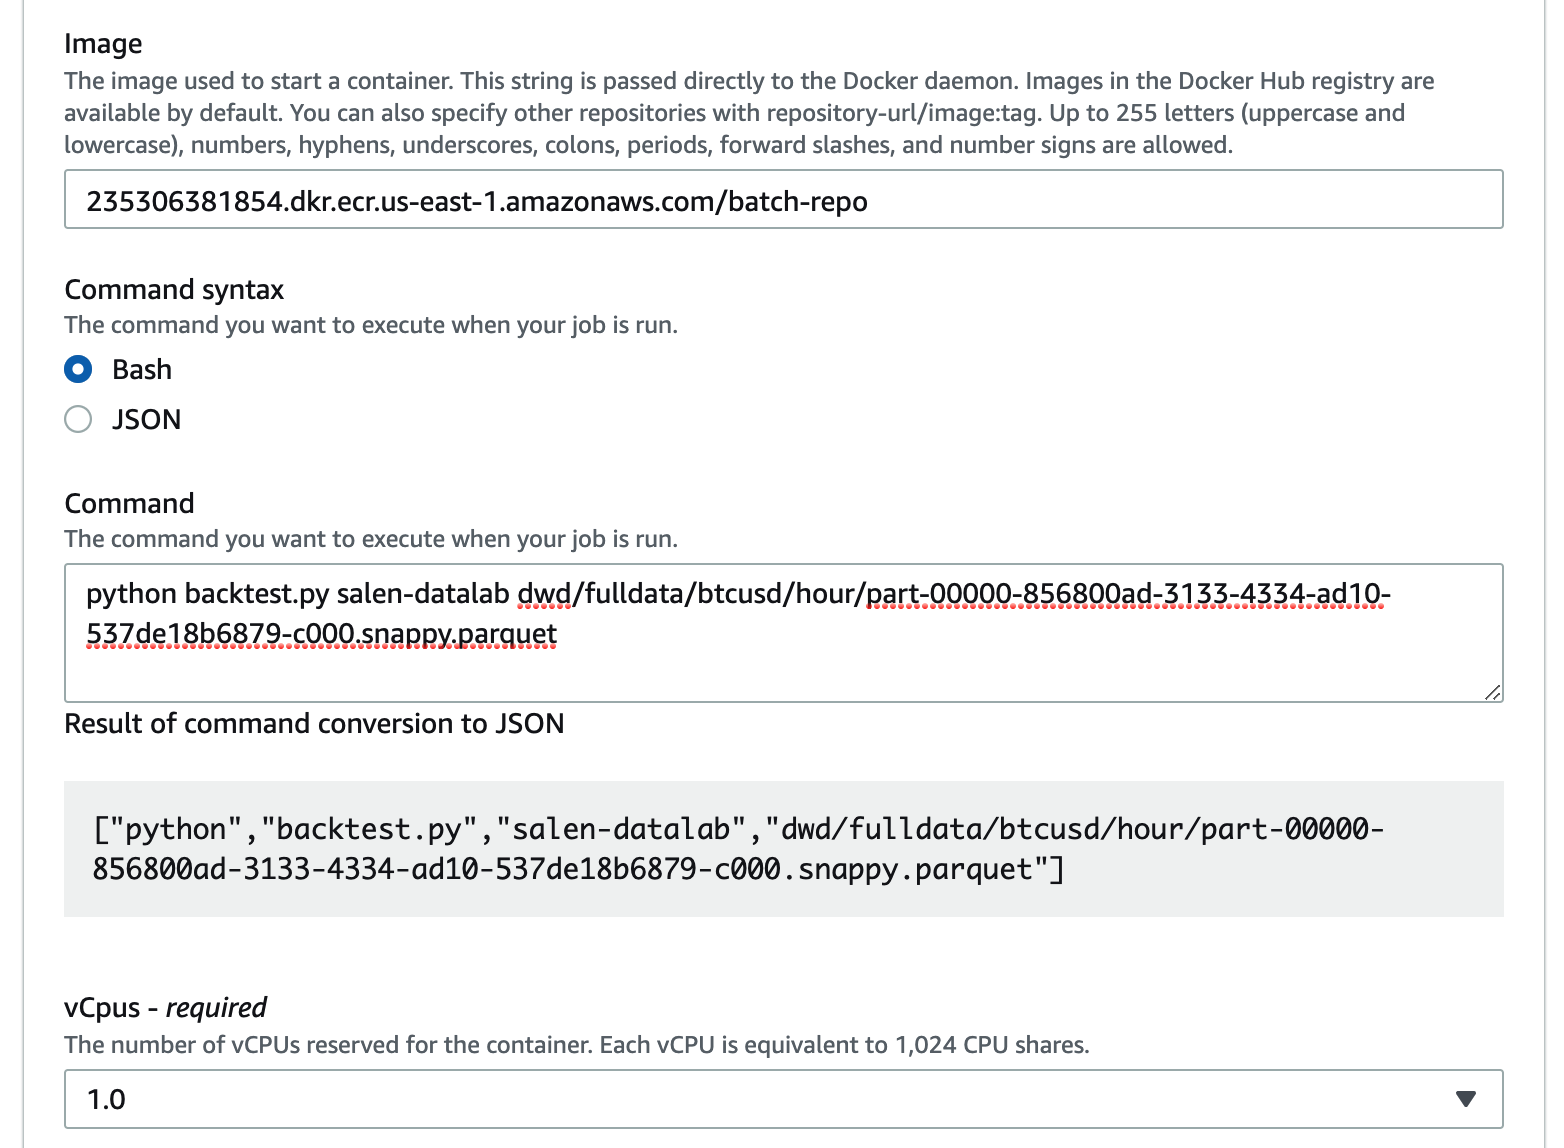 Image
The image used to start a container. This string is passed directly to the Docker daemon. Images in the Docker Hub registry are
available by default. You can also specify other repositories with repository-url/image:tag. Up to 255 letters (uppercase and
lowercase), numbers, hyphens, underscores, colons, periods, forward slashes, and number signs are allowed.
235306381854.dkr.ecr.us-east-1.amazonaws.com/batch-repo
Command syntax
The command you want to execute when your job is run.
Bash
JSON
Command
The command you want to execute when your job is run.
python backtest.py salen-datalab dwd/fulldata/btcusd/hour/part-00000-856800ad-3133-4334-ad10-
537de18b6879-c000.snappy.parquet
Result of command conversion to JSON
["python","backtest.py","salen-datalab","dwd/fulldata/btcusd/hour/part-00000-
856800ad-3133-4334-ad10-537de18b6879-c000.snappy.parquet"]
vCpus - required
The number of vCPUs reserved for the container. Each vCPU is equivalent to 1,024 CPU shares.
1.0